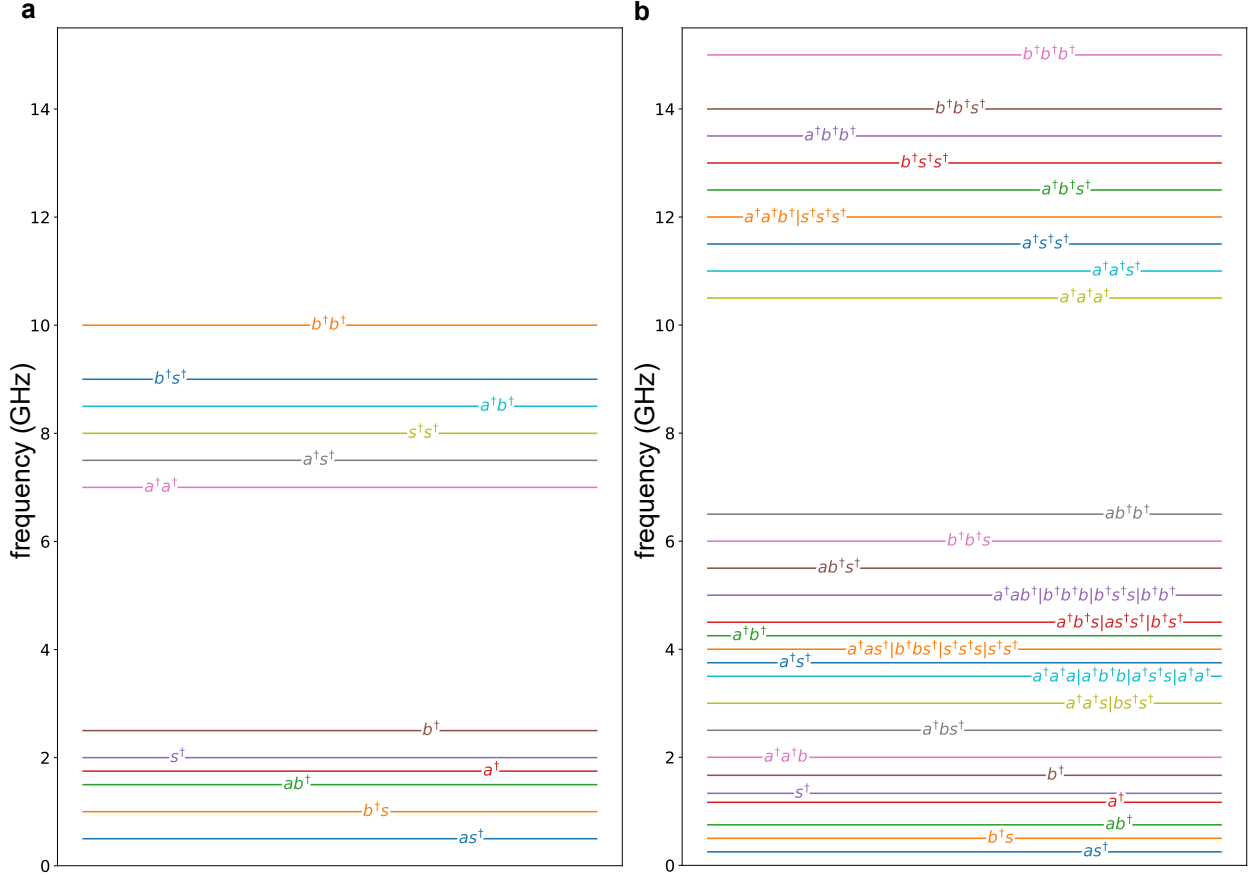 a
frequency (GHz)
14
12
10
8
6
4
2
0
b†b†
b†s†
a†b†
s†s†
a†s†
a†a†
b†
s†
a†
ab†
b†s
as†
b
frequency (GHz)
14
12
10
8
6
4
2
0
b†b†b†
b†b†s†
a†b†b†
b†s†s†
a†b†s†
a†a†b†|s†s†s†
a†s†s†
a†a†s†
a†a†a†
ab†b†
b†b†s
ab†s†
a†ab†|b†b†b|b†s†s|b†b†
a†b†s|as†s†|b†s†
a†b†
a†as†|b†bs†|s†s†s|s†s†
a†s†
a†a†a|a†b†b|a†s†s|a†a†
a†a†s|bs†s†
a†bs†
a†a†b
b†
s†
a†
ab†
b†s
as†